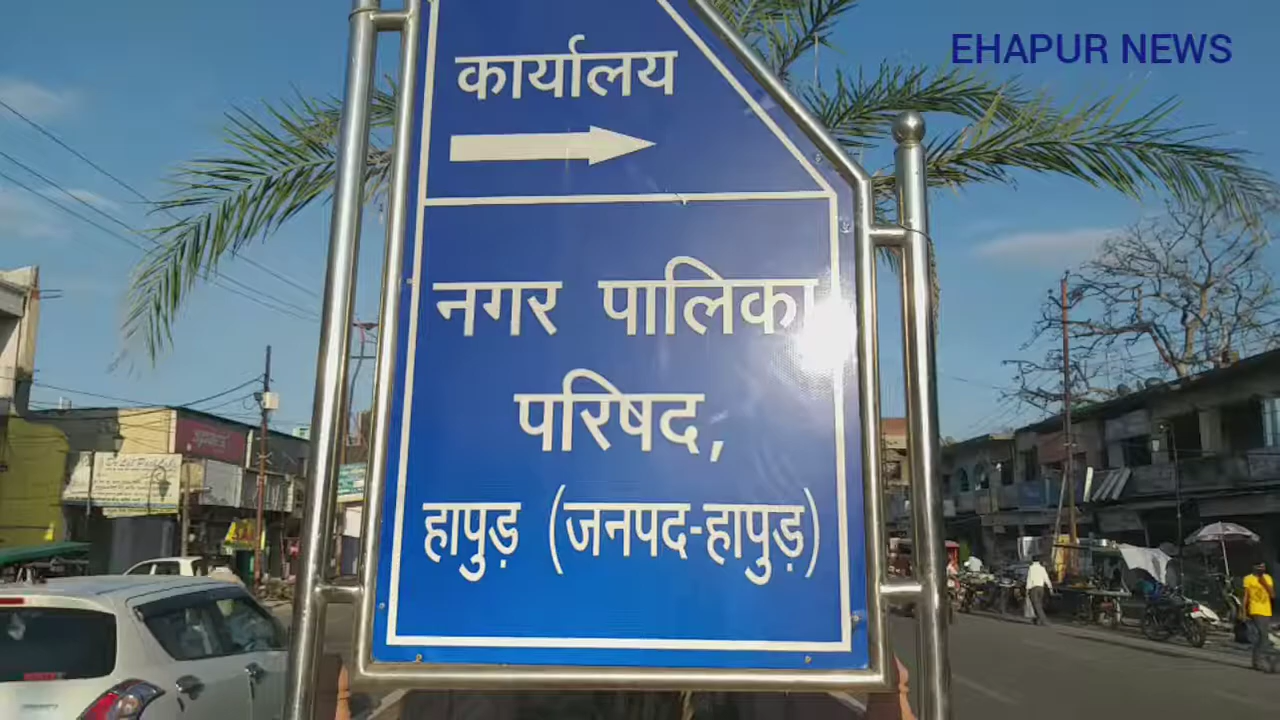 EHAPUR NEWS
कार्यालय
नगर पालिका
परिषद,
हापुड़ (जनपद-हापुड़)